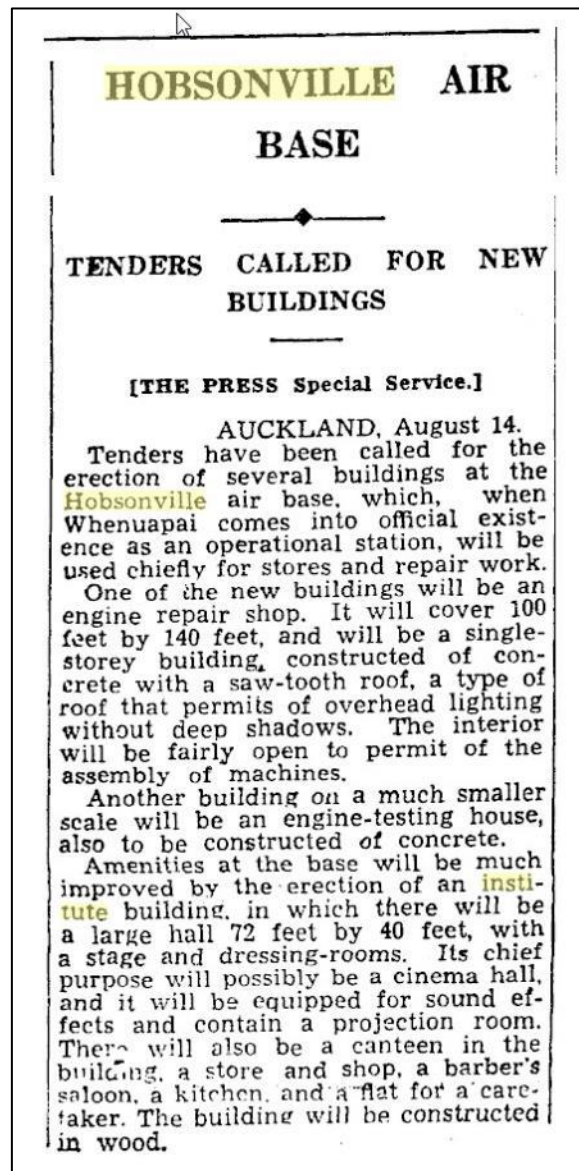 HOBSONVILLE AIR
BASE
TENDERS CALLED FOR NEW
BUILDINGS
[THE PRESS Special Service.]
AUCKLAND, August 14.
Tenders have been called for the
erection of several buildings at the
Hobsonville air base, which, when
Whenuapai comes into official exist-
ence as an operational station, will be
used chiefly for stores and repair work.
One of the new buildings will be an
engine repair shop. It will cover 100
feet by 140 feet, and will be a single-
storey building, constructed of con-
crete with a saw-tooth roof, a type of
roof that permits of overhead lighting
without deep shadows. The interior
will be fairly open to permit of the
assembly of machines.
Another building on a much smaller
scale will be an engine-testing house,
also to be constructed of concrete.
Amenities at the base will be much
improved by the erection of an insti-
tute building, in which there will be
a large hall 72 feet by 40 feet, with
a stage and dressing-rooms. Its chief
purpose will possibly be a cinema hall,
and it will be equipped for sound ef-
fects and contain a projection room.
There will also be a canteen in the
building, a store and shop, a barber's
saloon, a kitchen, and a flat for a care-
taker. The building will be constructed
in wood.